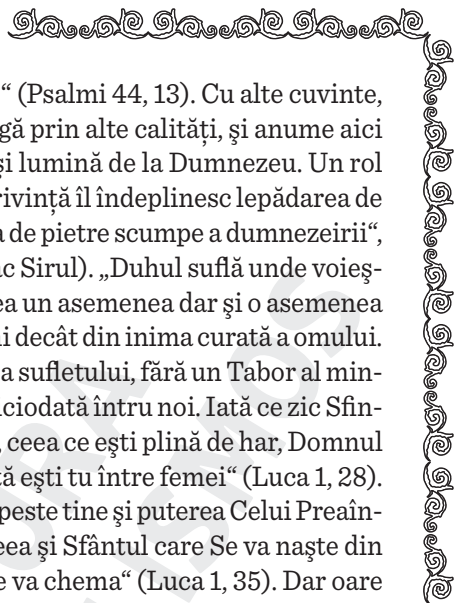 “ (Psalmi 44, 13). Cu alte cuvinte,
gă prin alte calități, și anume aici
și lumină de la Dumnezeu. Un rol
rivință îl îndeplinesc lepădarea de
a de pietre scumpe a dumnezeirii“,
ac Sirul). „Duhul suflă unde voieș-
ea un asemenea dar și o asemenea
i decât din inima curată a omului.
a sufletului, fără un Tabor al min-
iciodată întru noi. Iată ce zic Sfin-
, ceea ce ești plină de har, Domnul
tă ești tu între femei“ (Luca 1, 28).
peste tine și puterea Celui Preaîn-
eea și Sfântul care Se va naște din
e va chema“ (Luca 1, 35). Dar oare